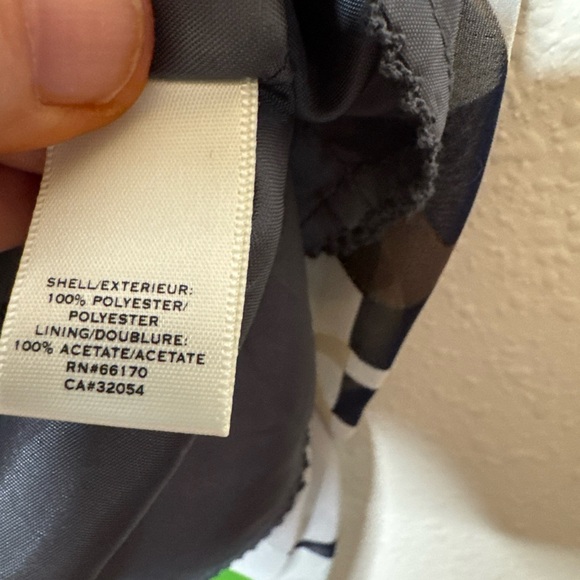 SHELL/EXTERIEUR:
100% POLYESTER/
POLYESTER
LINING/DOUBLURE:
100% ACETATE/ACETATE
RN#66170
CA#32054